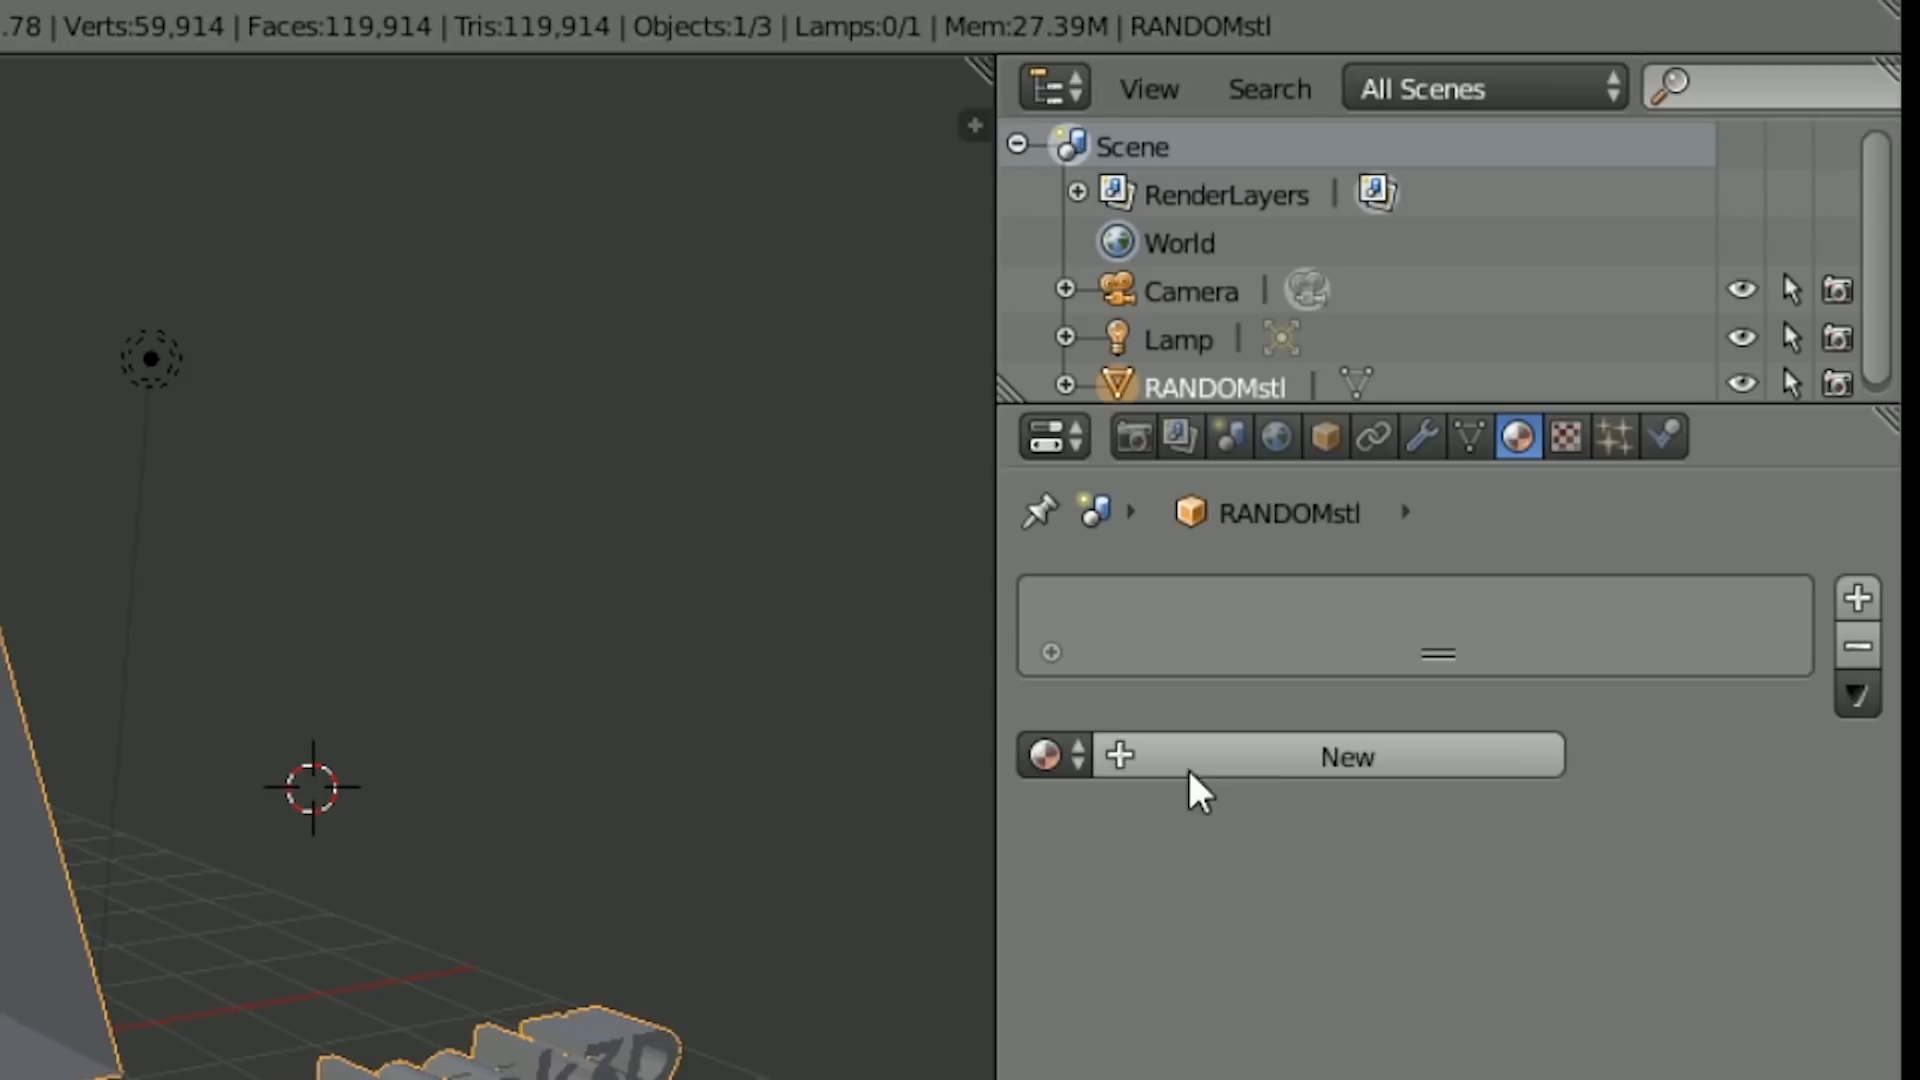 .78 | Verts:59,914 | Faces:119,914 | Tris:119,914 | Objects:1/3 | Lamps:0/1 | Mem:27.39M | RANDOMstl
View Search All Scenes
Scene
RenderLayers
World
Camera
Lamp
RANDOMstl
RANDOMstl
New
3D